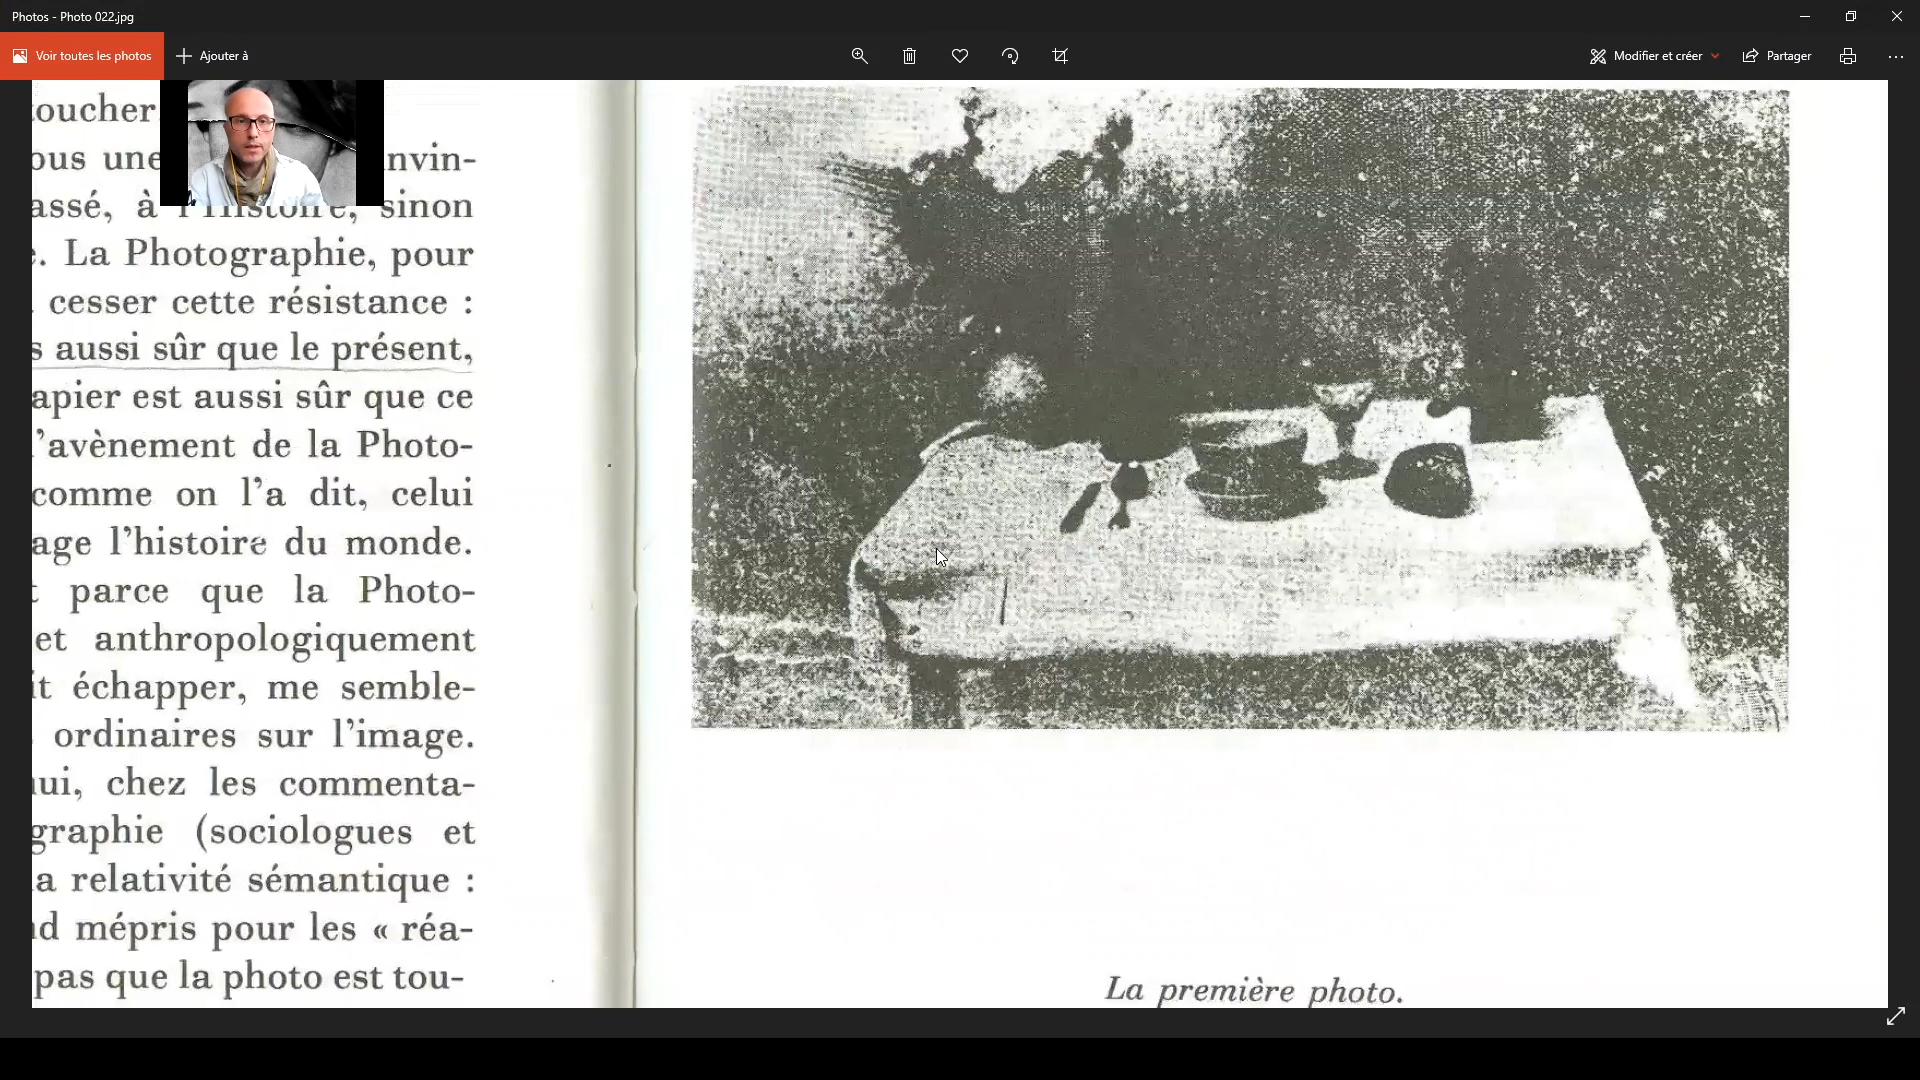 Photos - Photo 022.jpg
Voir toutes les photos
Ajouter à
Modifier et créer
Partager
toucher
ous une nvin-
assé, à l'Histoire, sinon
e. La Photographie, pour
cesser cette résistance :
s aussi sûr que le présent,
apier est aussi sûr que ce
l'avènement de la Photo-
comme on l'a dit, celui
age l'histoire du monde.
t parce que la Photo-
et anthropologiquement
it échapper, me semble-
ordinaires sur l'image.
ui, chez les commenta-
graphie (sociologues et
a relativité sémantique :
nd mépris pour les « réa-
pas que la photo est tou-
La première photo.